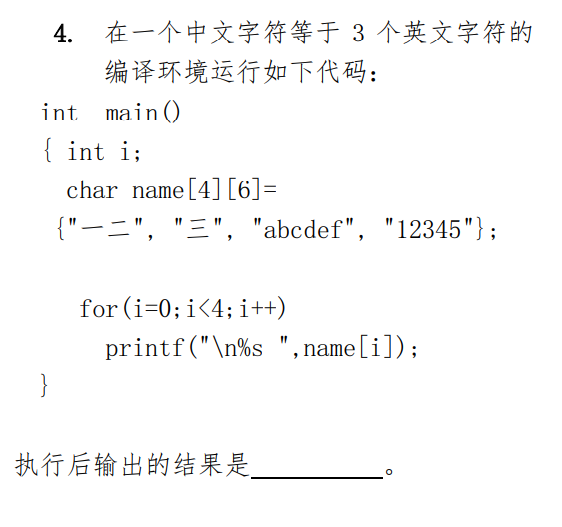 4. 在一个中文字符等于 3 个英文字符的
编译环境运行如下代码:
int main()
{ int i;
char name[4][6]=
{"一二", "三", "abcdef", "12345"};
for(i=0;i<4;i++)
printf("\n%s ",name[i]);
}
执行后输出的结果是__________。